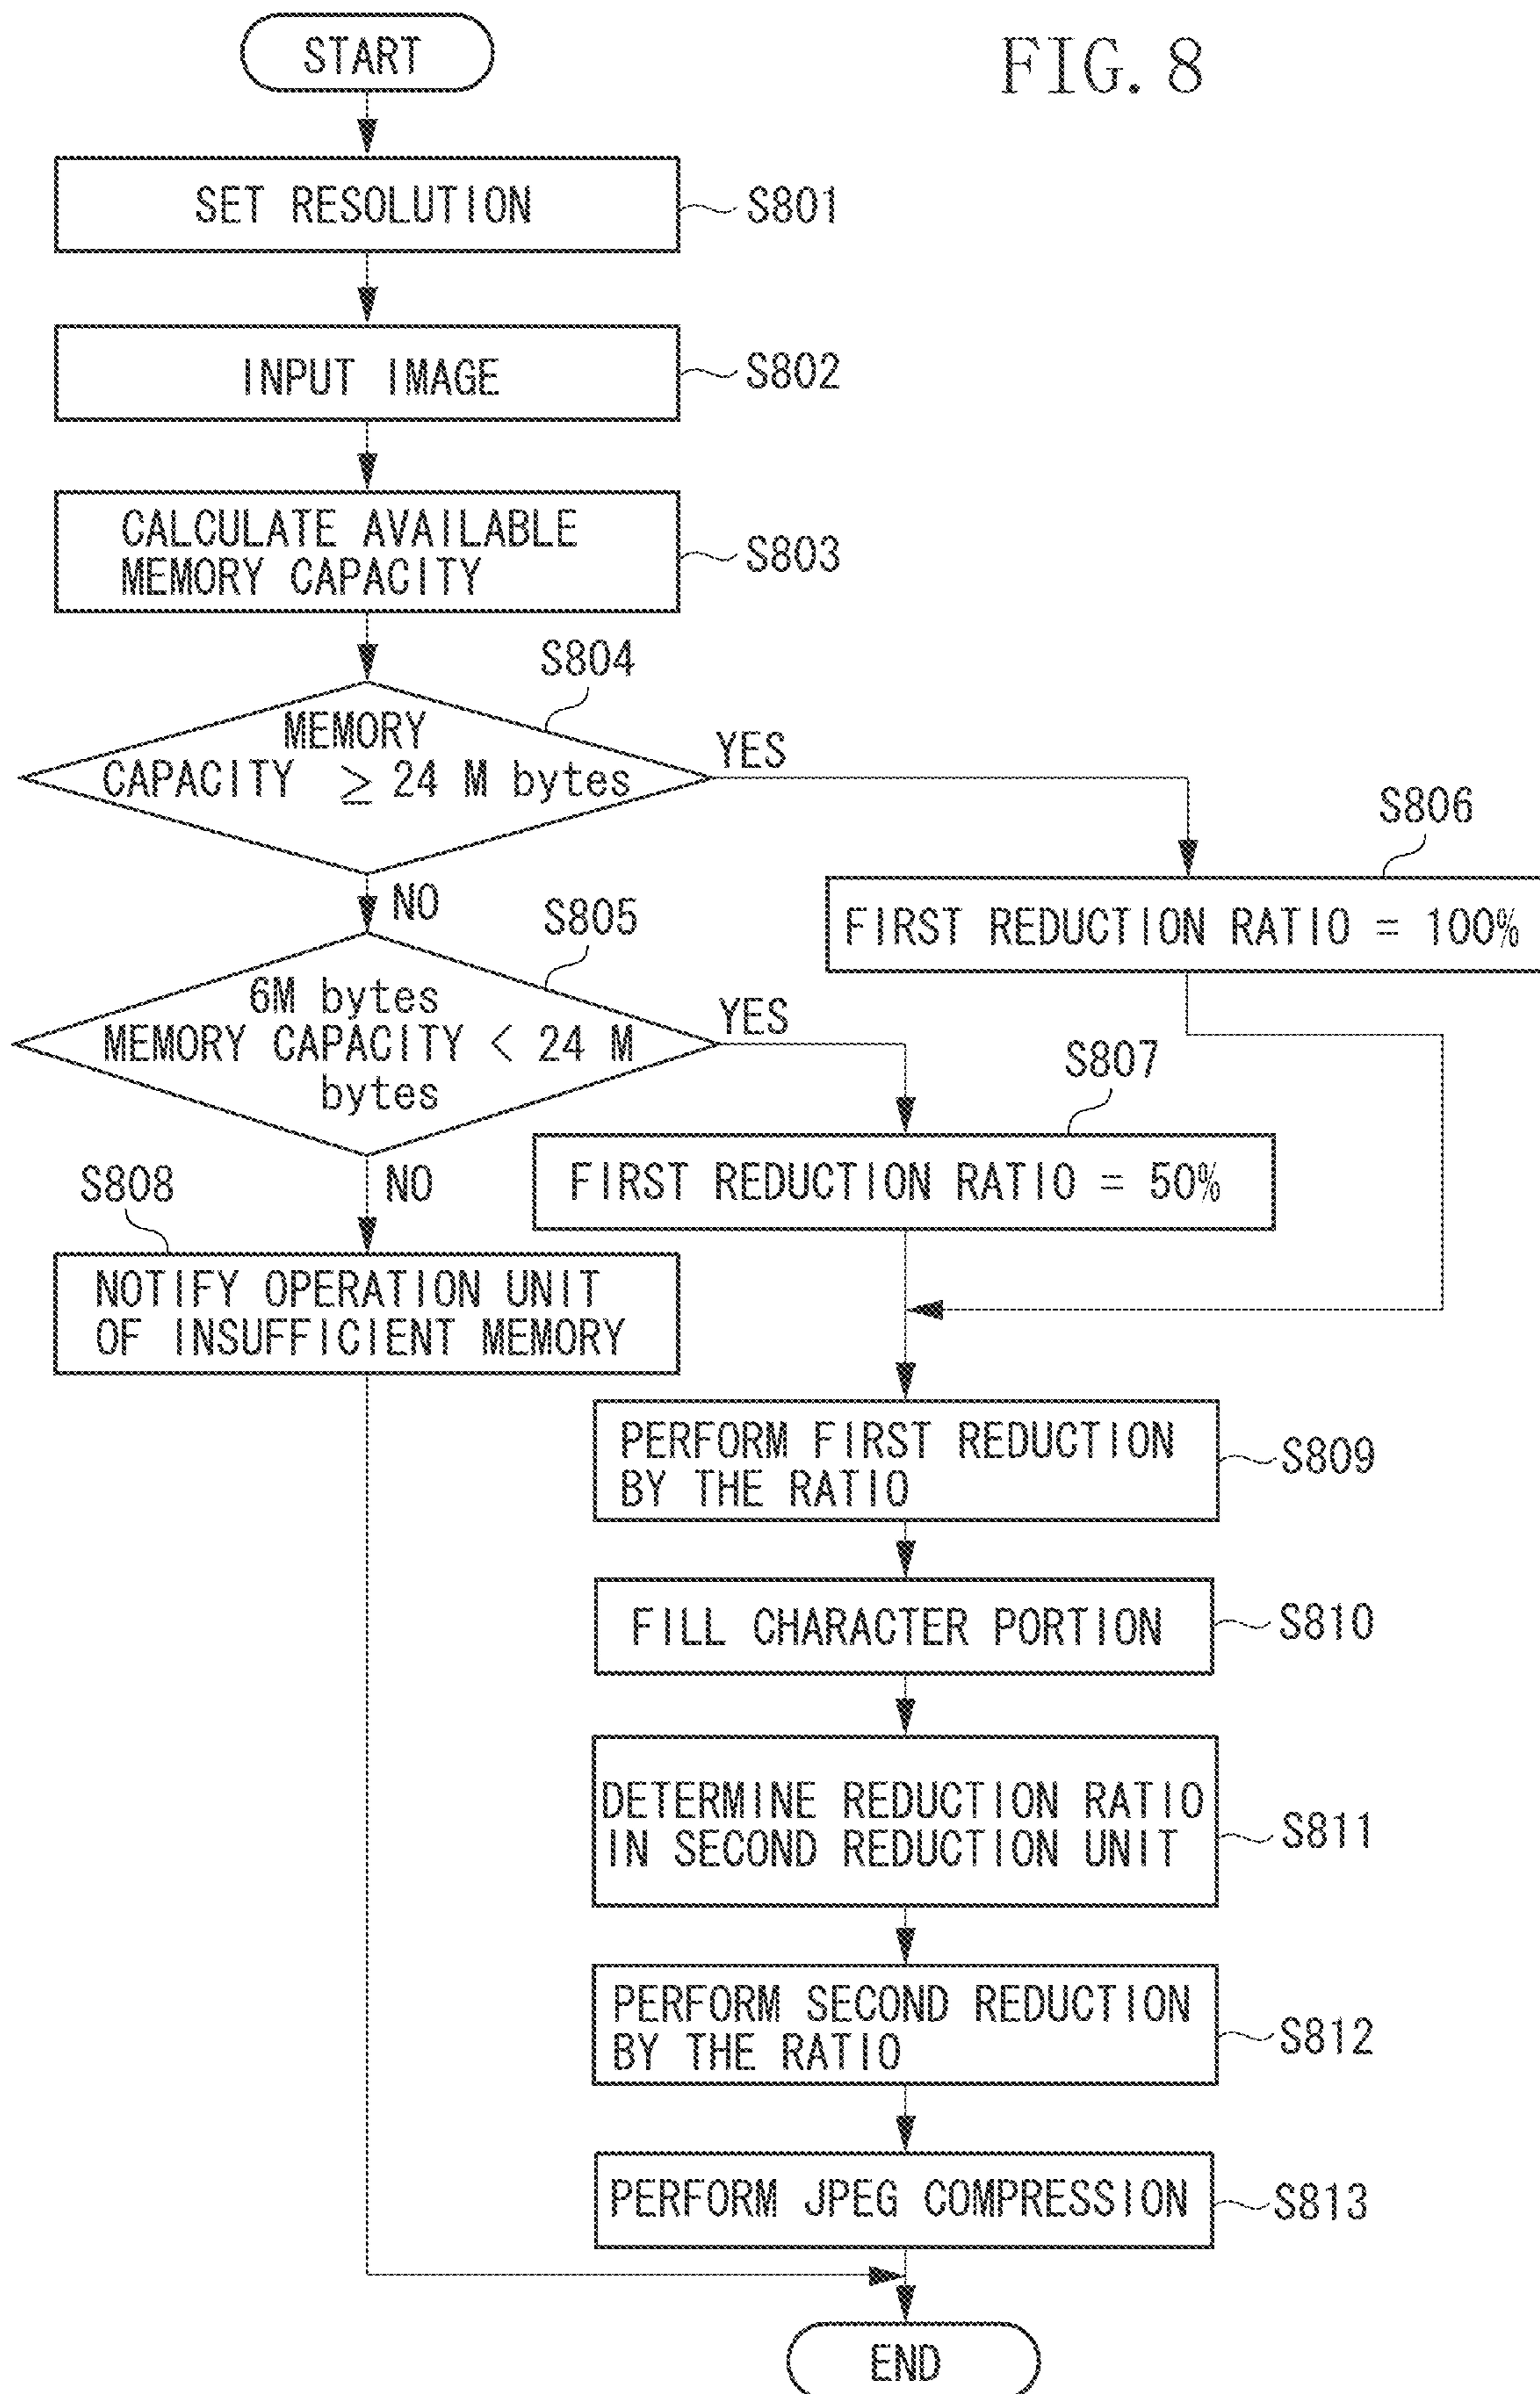 FIG. 8
START
SET RESOLUTION
S801
INPUT IMAGE
S802
CALCULATE AVAILABLE
MEMORY CAPACITY
S803
S804
MEMORY
CAPACITY ≥ 24 M bytes
YES
NO
S806
FIRST REDUCTION RATIO = 100%
S805
6M bytes
MEMORY CAPACITY < 24 M
bytes
YES
NO
S807
FIRST REDUCTION RATIO = 50%
S808
NOTIFY OPERATION UNIT
OF INSUFFICIENT MEMORY
PERFORM FIRST REDUCTION
BY THE RATIO
S809
FILL CHARACTER PORTION
S810
DETERMINE REDUCTION RATIO
IN SECOND REDUCTION UNIT
S811
PERFORM SECOND REDUCTION
BY THE RATIO
S812
PERFORM JPEG COMPRESSION
S813
END